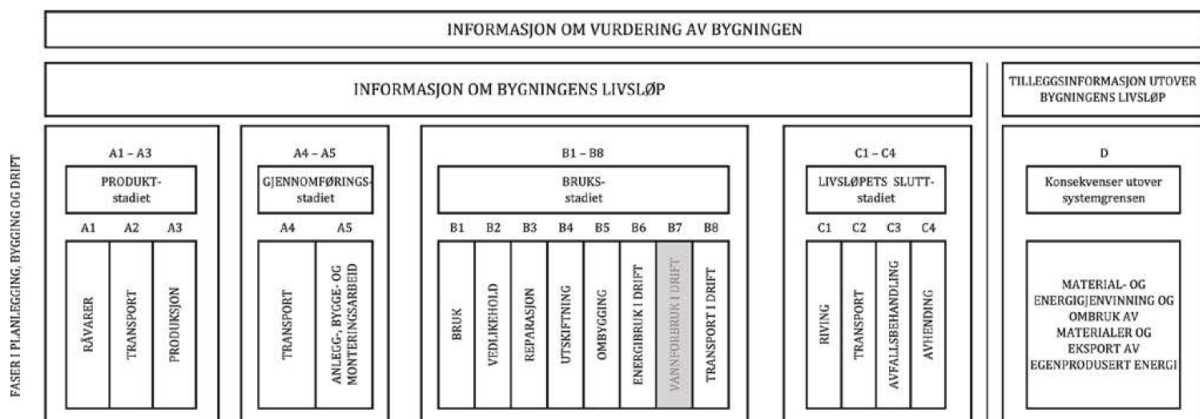 INFORMASJON OM VURDERING AV BYGNINGEN
INFORMASJON OM BYGNINGENS LIVSLØP
TILLEGGSINFORMASJON UTOVER
BYGNINGENS LIVSLØP
FASER I PLANLEGGING, BYGGING OG DRIFT
A1 – A3
PRODUKT-
stadiet
A1
A2
A3
RÅVARER
TRANSPORT
PRODUKSJON
A4 – A5
GJENNOMFØRINGS-
stadiet
A4
A5
TRANSPORT
ANLEGG-, BYGGE- OG
MONTERINGSARBEID
B1 – B8
BRUKS-
stadiet
B1
B2
B3
B4
B5
B6
B7
B8
BRUK
VEDLIKEHOLD
REPARASJON
UTSKIFTNING
OMBYGGING
ENERGIBRUK I DRIFT
VANNFORBRUK I DRIFT
TRANSPORT I DRIFT
C1 – C4
LIVSLØPETS SLUTT-
stadiet
C1
C2
C3
C4
RIVING
TRANSPORT
AVFALLSBEHANDLING
AVHENDING
D
Konsekvenser utover
systemgrensen
MATERIAL- OG
ENERGIGJENVINNING OG
OMBRUK AV
MATERIALER OG
EKSPORT AV
EGENPRODUSERT ENERGI